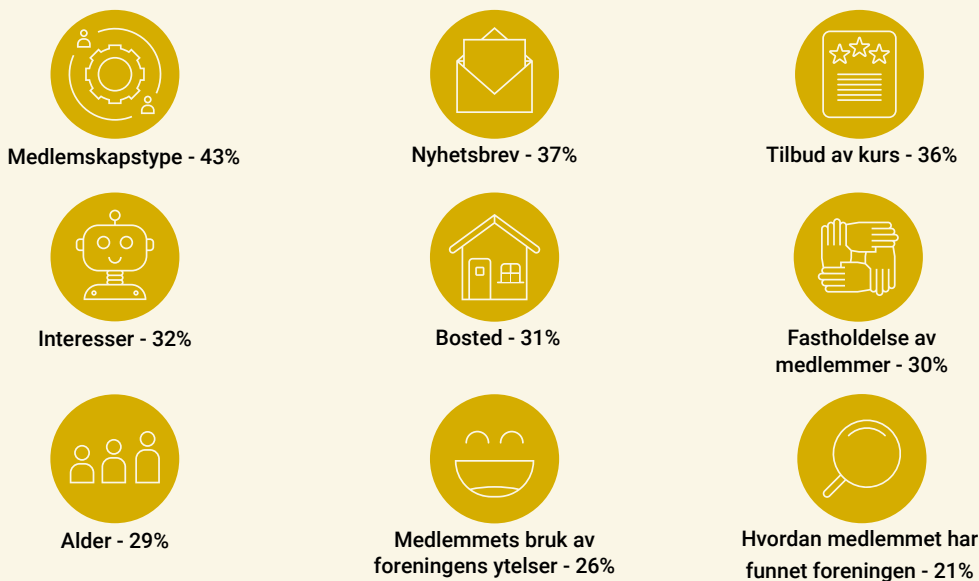 Medlemskapstype - 43%
Nyhetsbrev - 37%
Tilbud av kurs - 36%
Interesser - 32%
Bosted - 31%
Fastholdelse av
medlemmer - 30%
Alder - 29%
Medlemmets bruk av
foreningens ytelser - 26%
Hvordan medlemmet har
funnet foreningen - 21%